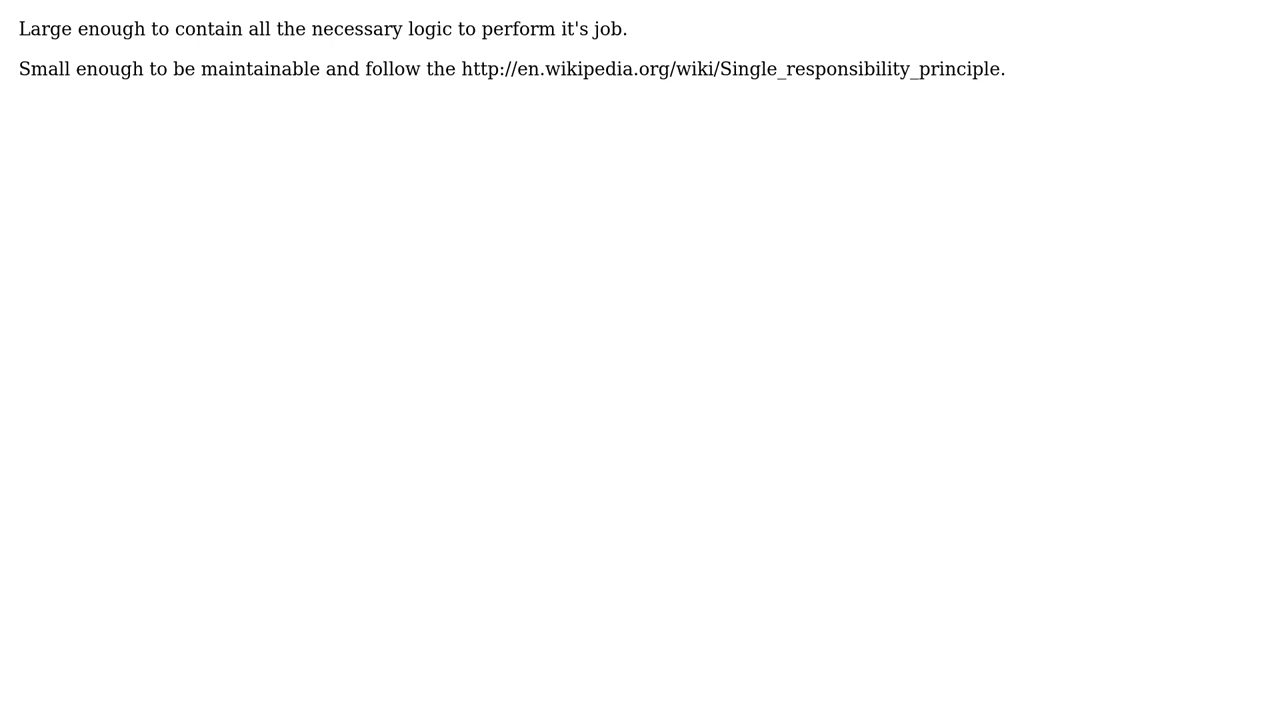 Large enough to contain all the necessary logic to perform it's job.
Small enough to be maintainable and follow the http://en.wikipedia.org/wiki/Single_responsibility_principle.